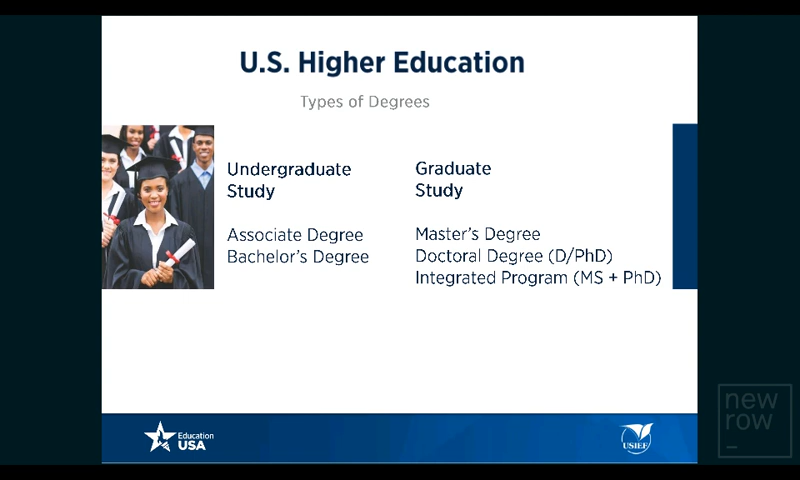 U.S. Higher Education
Types of Degrees
Undergraduate
Study
Associate Degree
Bachelor's Degree
Graduate
Study
Master's Degree
Doctoral Degree (D/PhD)
Integrated Program (MS + PhD)
Education
USA
USIEF
new
row